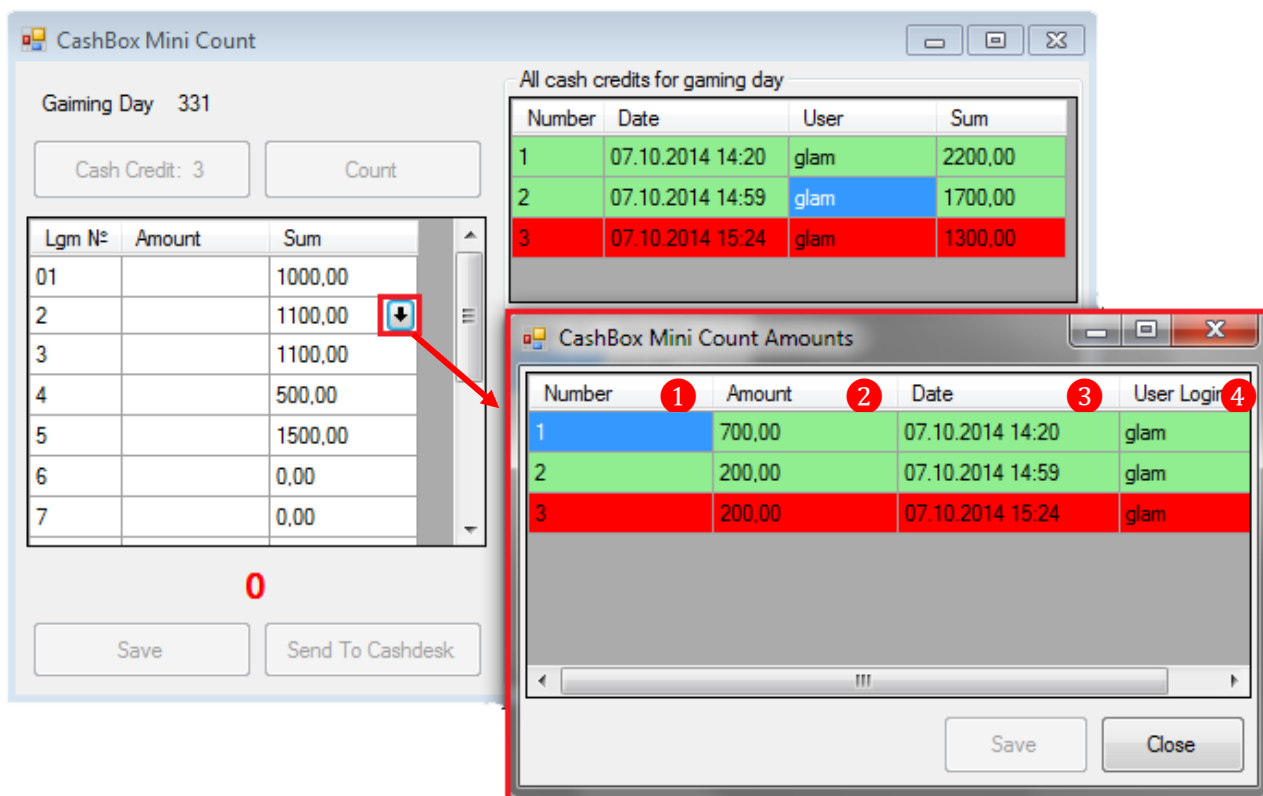 CashBox Mini Count
Gaiming Day 331
Cash Credit: 3 Count
Lgm Nº Amount Sum
01 1000,00
2 1100,00
3 1100,00
4 500,00
5 1500,00
6 0,00
7 0,00
0
Save Send To Cashdesk
All cash credits for gaming day
Number Date User Sum
1 07.10.2014 14:20 glam 2200,00
2 07.10.2014 14:59 glam 1700,00
3 07.10.2014 15:24 glam 1300,00
CashBox Mini Count Amounts
Number 1 Amount 2 Date 3 User Login 4
1 700,00 07.10.2014 14:20 glam
2 200,00 07.10.2014 14:59 glam
3 200,00 07.10.2014 15:24 glam
Save Close